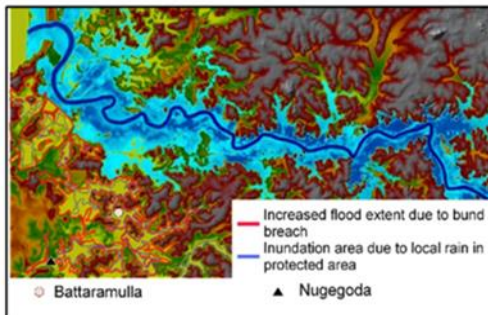 Increased flood extent due to bund
breach
Inundation area due to local rain in
protected area
Battaramulla
Nugegoda